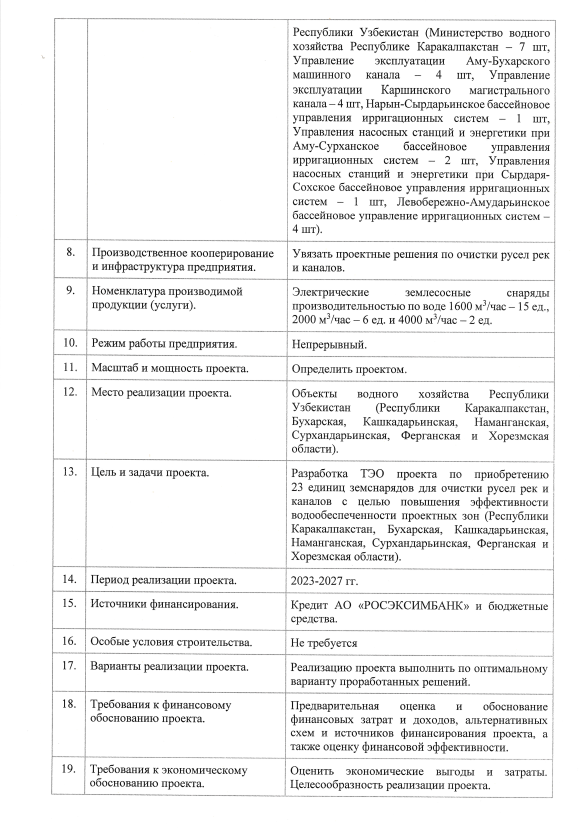 Республики Узбекистан (Министерство водного
хозяйства Республике Каракалпакстан – 7 шт,
Управление эксплуатации Аму-Бухарского
машинного канала – 4 шт, Управление
эксплуатации Каршинского магистрального
канала – 4 шт, Нарын-Сырдарьинское бассейновое
управления ирригационных систем – 1 шт,
Управления насосных станций и энергетики при
Аму-Сурханское бассейновое управления
ирригационных систем – 2 шт, Управления
насосных станций и энергетики при Сырдаря-
Сохское бассейновое управления ирригационных
систем – 1 шт, Левобережно-Амударьинское
бассейновое управление ирригационных систем –
4 шт).
8. Производственное кооперирование
и инфраструктура предприятия.
Увязать проектные решения по очистки русел рек
и каналов.
9. Номенклатура производимой
продукции (услуги).
Электрические землесосные снаряды
производительностью по воде 1600 м³/час – 15 ед.,
2000 м³/час – 6 ед. и 4000 м³/час – 2 ед.
10. Режим работы предприятия.
Непрерывный.
11. Масштаб и мощность проекта.
Определить проектом.
12. Место реализации проекта.
Объекты водного хозяйства Республики
Узбекистан (Республики Каракалпакстан,
Бухарская, Кашкадарьинская, Наманганская,
Сурхандарьинская, Ферганская и Хорезмская
области).
13. Цель и задачи проекта.
Разработка ТЭО проекта по приобретению
23 единиц земснарядов для очистки русел рек и
каналов с целью повышения эффективности
водообеспеченности проектных зон (Республики
Каракалпакстан, Бухарская, Кашкадарьинская,
Наманганская, Сурхандарьинская, Ферганская и
Хорезмская области).
14. Период реализации проекта.
2023-2027 гг.
15. Источники финансирования.
Кредит АО «РОСЭКСИМБАНК» и бюджетные
средства.
16. Особые условия строительства.
Не требуется
17. Варианты реализации проекта.
Реализацию проекта выполнить по оптимальному
варианту проработанных решений.
18. Требования к финансовому
обоснованию проекта.
Предварительная оценка и обоснование
финансовых затрат и доходов, альтернативных
схем и источников финансирования проекта, а
также оценку финансовой эффективности.
19. Требования к экономическому
обоснованию проекта.
Оценить экономические выгоды и затраты.
Целесообразность реализации проекта.